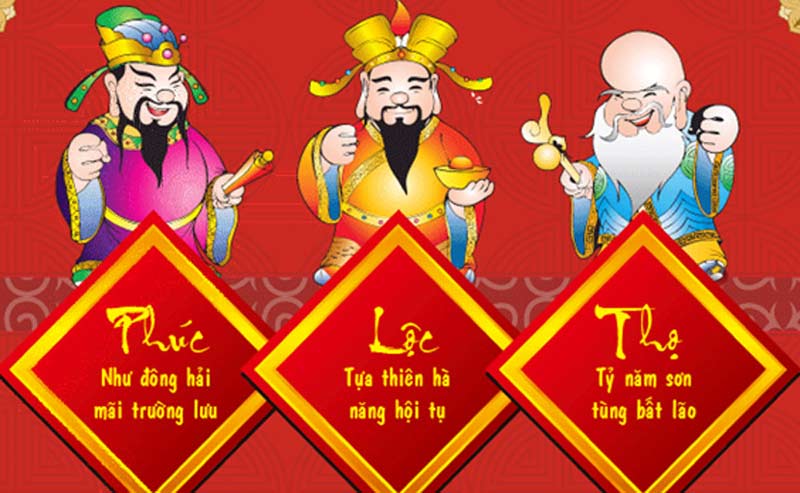 Phúc
Như đông hải
mãi trường lưu
Lộc
Tựa thiên hà
năng hội tụ
Thọ
Tỷ năm sơn
tùng bất lão